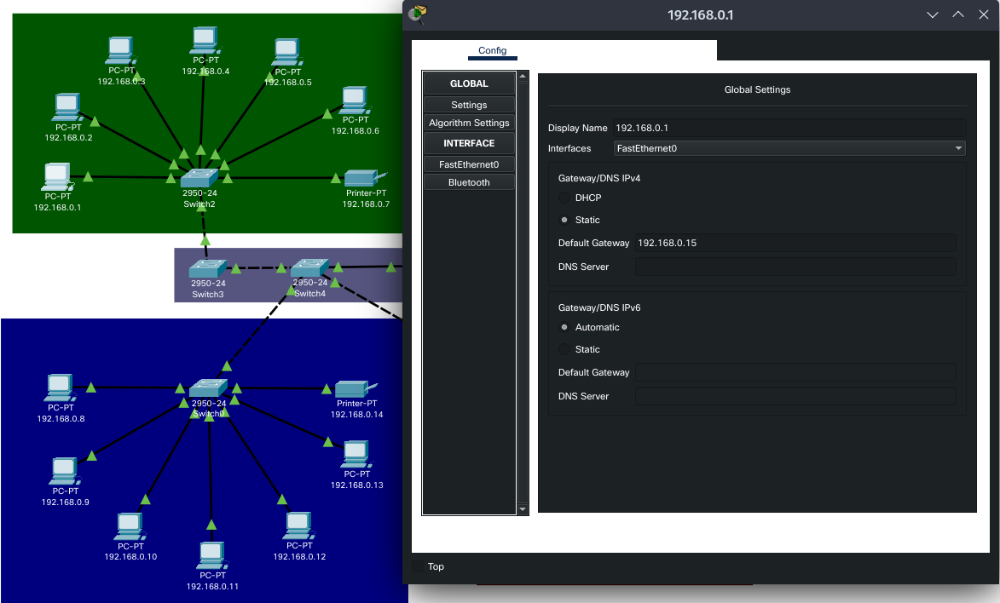 PC-PT
192.168.0.3
PC-PT
192.168.0.4
PC-PT
192.168.0.5
PC-PT
192.168.0.2
PC-PT
192.168.0.6
PC-PT
192.168.0.1
2950-24
Switch2
Printer-PT
192.168.0.7
2950-24
Switch3
2950-24
Switch4
PC-PT
192.168.0.8
2950-24
Switch0
Printer-PT
192.168.0.14
PC-PT
192.168.0.9
PC-PT
192.168.0.13
PC-PT
192.168.0.10
PC-PT
192.168.0.11
PC-PT
192.168.0.12
192.168.0.1
Config
GLOBAL
Settings
Algorithm Settings
INTERFACE
FastEthernet0
Bluetooth
Global Settings
Display Name 192.168.0.1
Interfaces FastEthernet0
Gateway/DNS IPv4
DHCP
Static
Default Gateway 192.168.0.15
DNS Server
Gateway/DNS IPv6
Automatic
Static
Default Gateway
DNS Server
Top